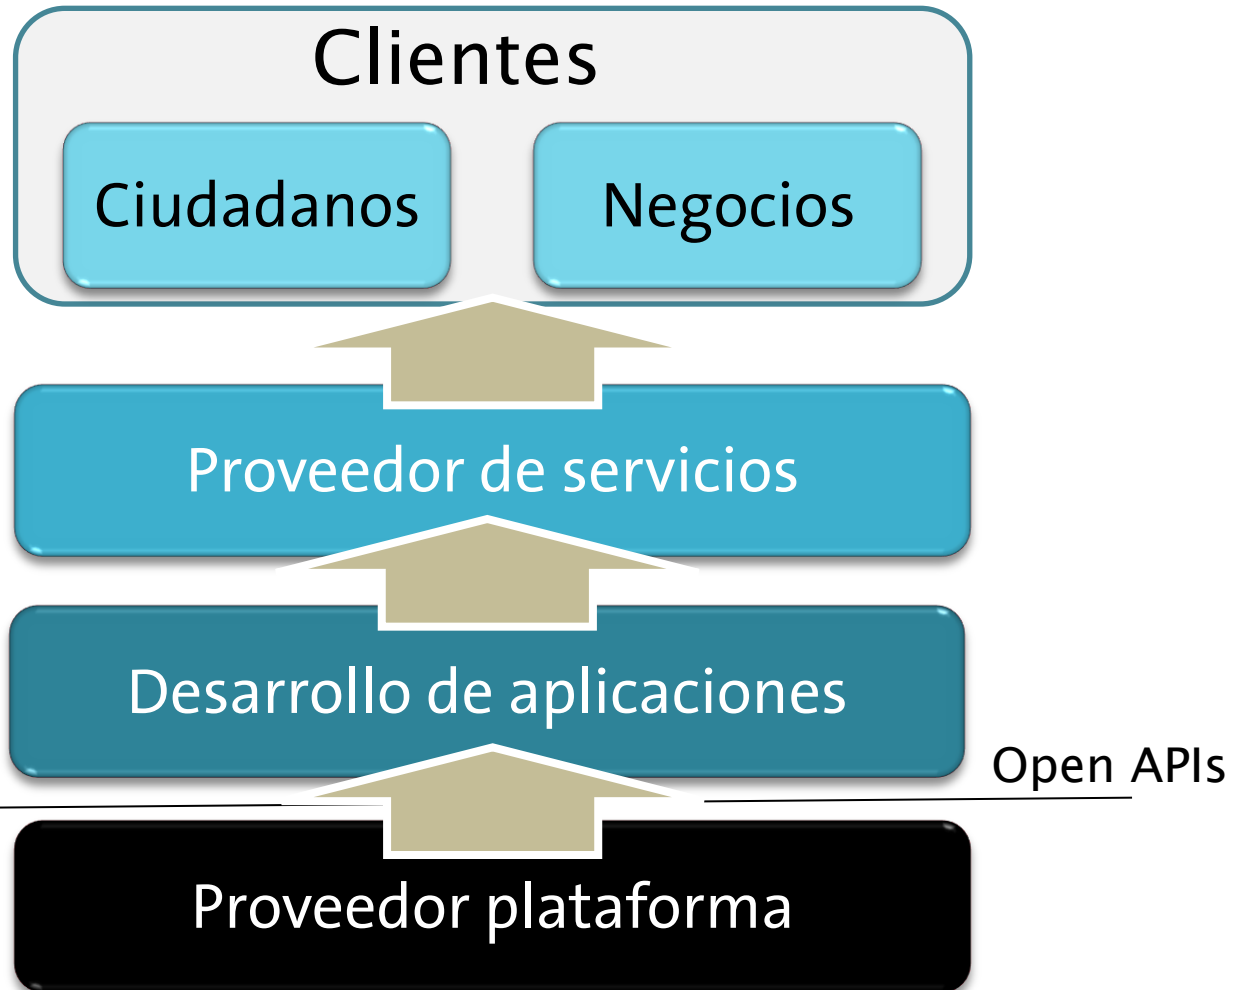 Clientes
Ciudadanos
Negocios
Proveedor de servicios
Desarrollo de aplicaciones
Open APIs
Proveedor plataforma